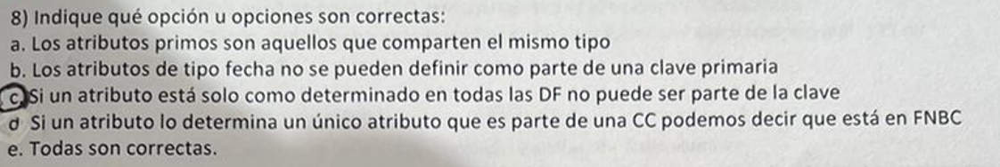 8) Indique qué opción u opciones son correctas:
a. Los atributos primos son aquellos que comparten el mismo tipo
b. Los atributos de tipo fecha no se pueden definir como parte de una clave primaria
c. Si un atributo está solo como determinado en todas las DF no puede ser parte de la clave
d Si un atributo lo determina un único atributo que es parte de una CC podemos decir que está en FNBC
e. Todas son correctas.